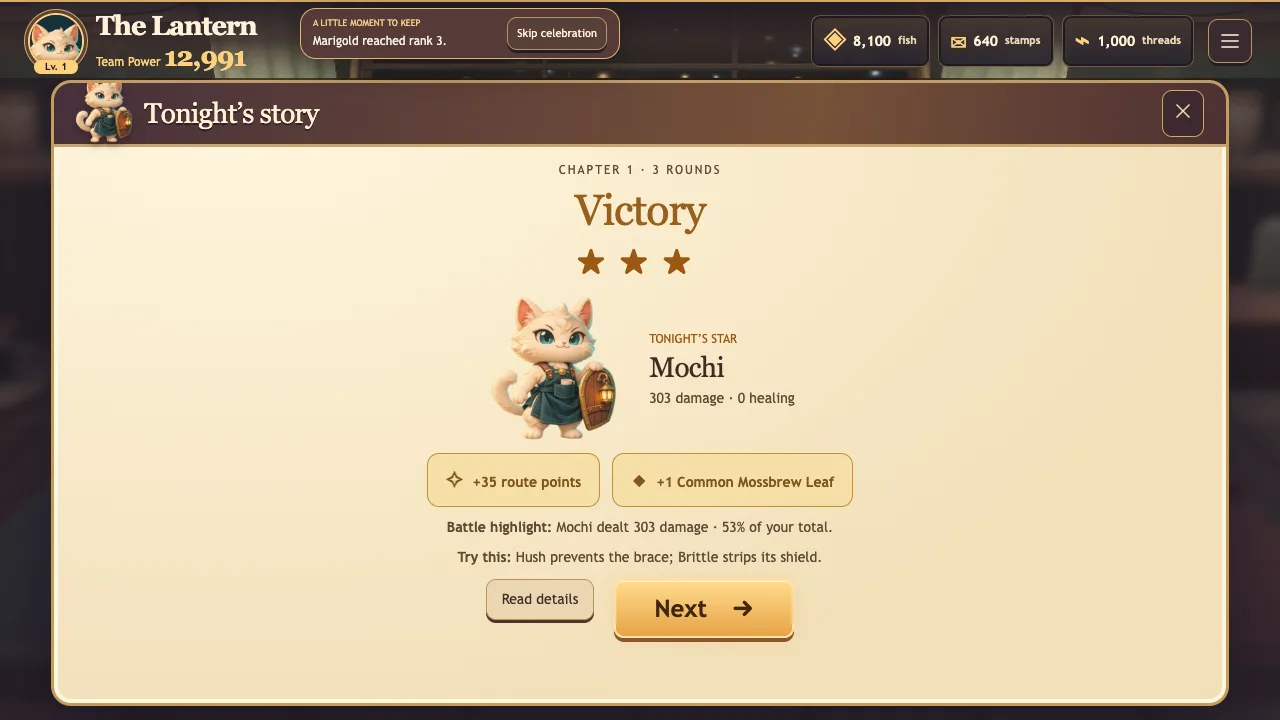 The Lantern
Team Power 12,991
Lv. 1
A LITTLE MOMENT TO KEEP
Marigold reached rank 3.
Skip celebration
8,100 fish
640 stamps
1,000 threads
Tonight's story
CHAPTER 1 · 3 ROUNDS
Victory
TONIGHT'S STAR
Mochi
303 damage · 0 healing
+35 route points
+1 Common Mossbrew Leaf
Battle highlight: Mochi dealt 303 damage · 53% of your total.
Try this: Hush prevents the brace; Brittle strips its shield.
Read details
Next